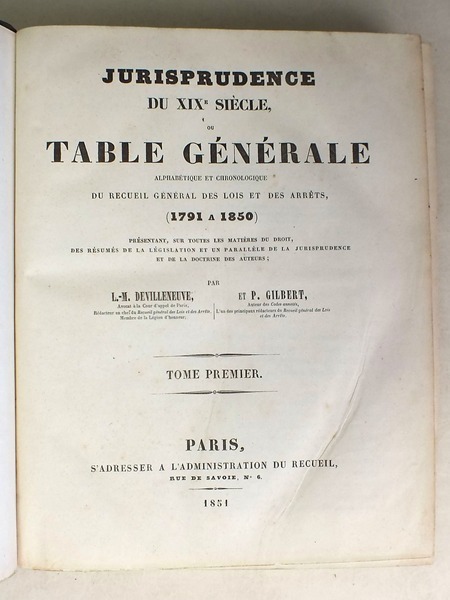 JURISPRUDENCE
DU XIXE SIÈCLE,
OU
TABLE GÉNÉRALE
ALPHABÉTIQUE ET CHRONOLOGIQUE
DU RECUEIL GÉNÉRAL DES LOIS ET DES ARRÊTS,
(1791 A 1850)
PRÉSENTANT, SUR TOUTES LES MATIÈRES DU DROIT,
DES RÉSUMÉS DE LA LÉGISLATION ET UN PARALLÈLE DE LA JURISPRUDENCE
ET DE LA DOCTRINE DES AUTEURS;
PAR
L.-M. DEVILLENEUVE,
Avocat à la Cour d'appel de Paris,
Rédacteur en chef du Recueil général des Lois et des Arrêts,
Membre de la Légion d'honneur;
ET P. GILBERT,
Auteur des Codes annotés,
L'un des principaux rédacteurs du Recueil général des Lois
et des Arrêts.
TOME PREMIER.
PARIS,
S'ADRESSER A L'ADMINISTRATION DU RECUEIL,
RUE DE SAVOIE, N° 6.
1851